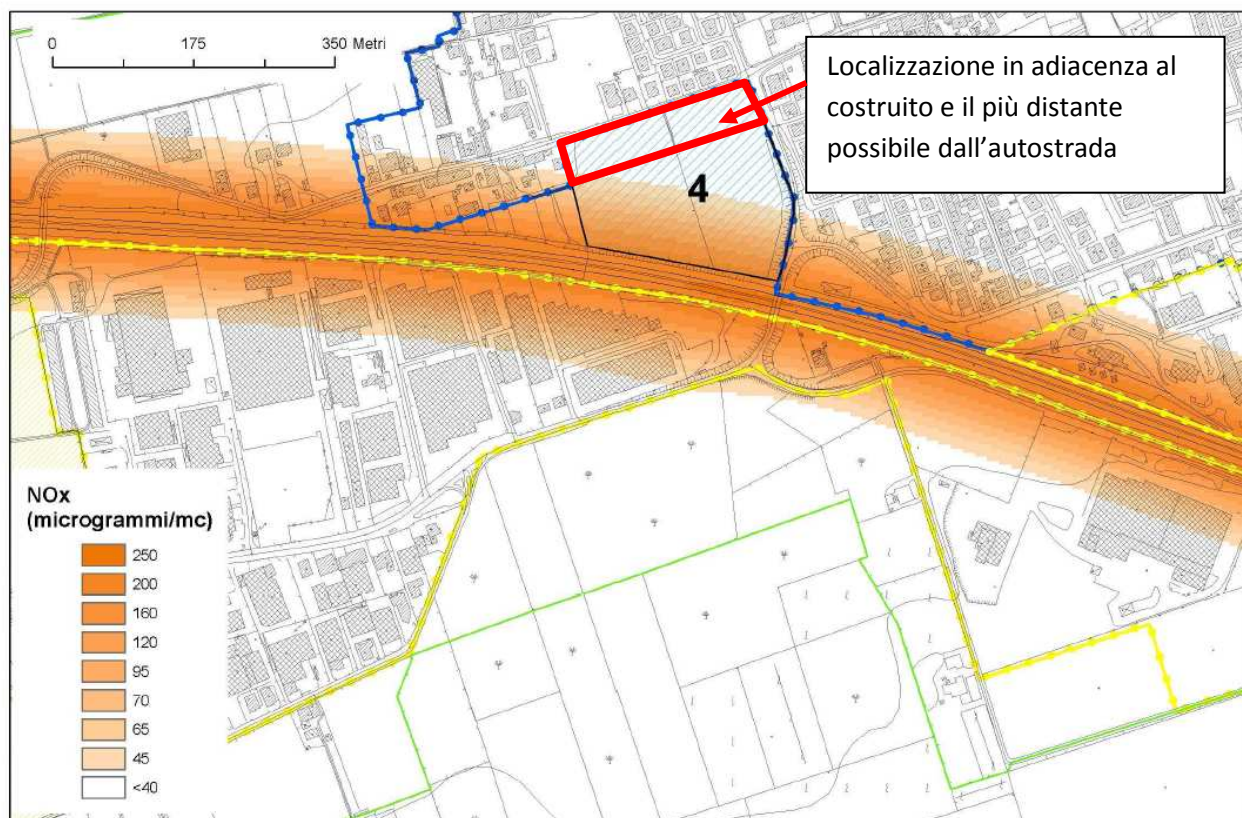 0 175 350 Metri
Localizzazione in adiacenza al
costruito e il più distante
possibile dall'autostrada
4
NOx
(microgrammi/mc)
250
200
160
120
95
70
65
45
<40